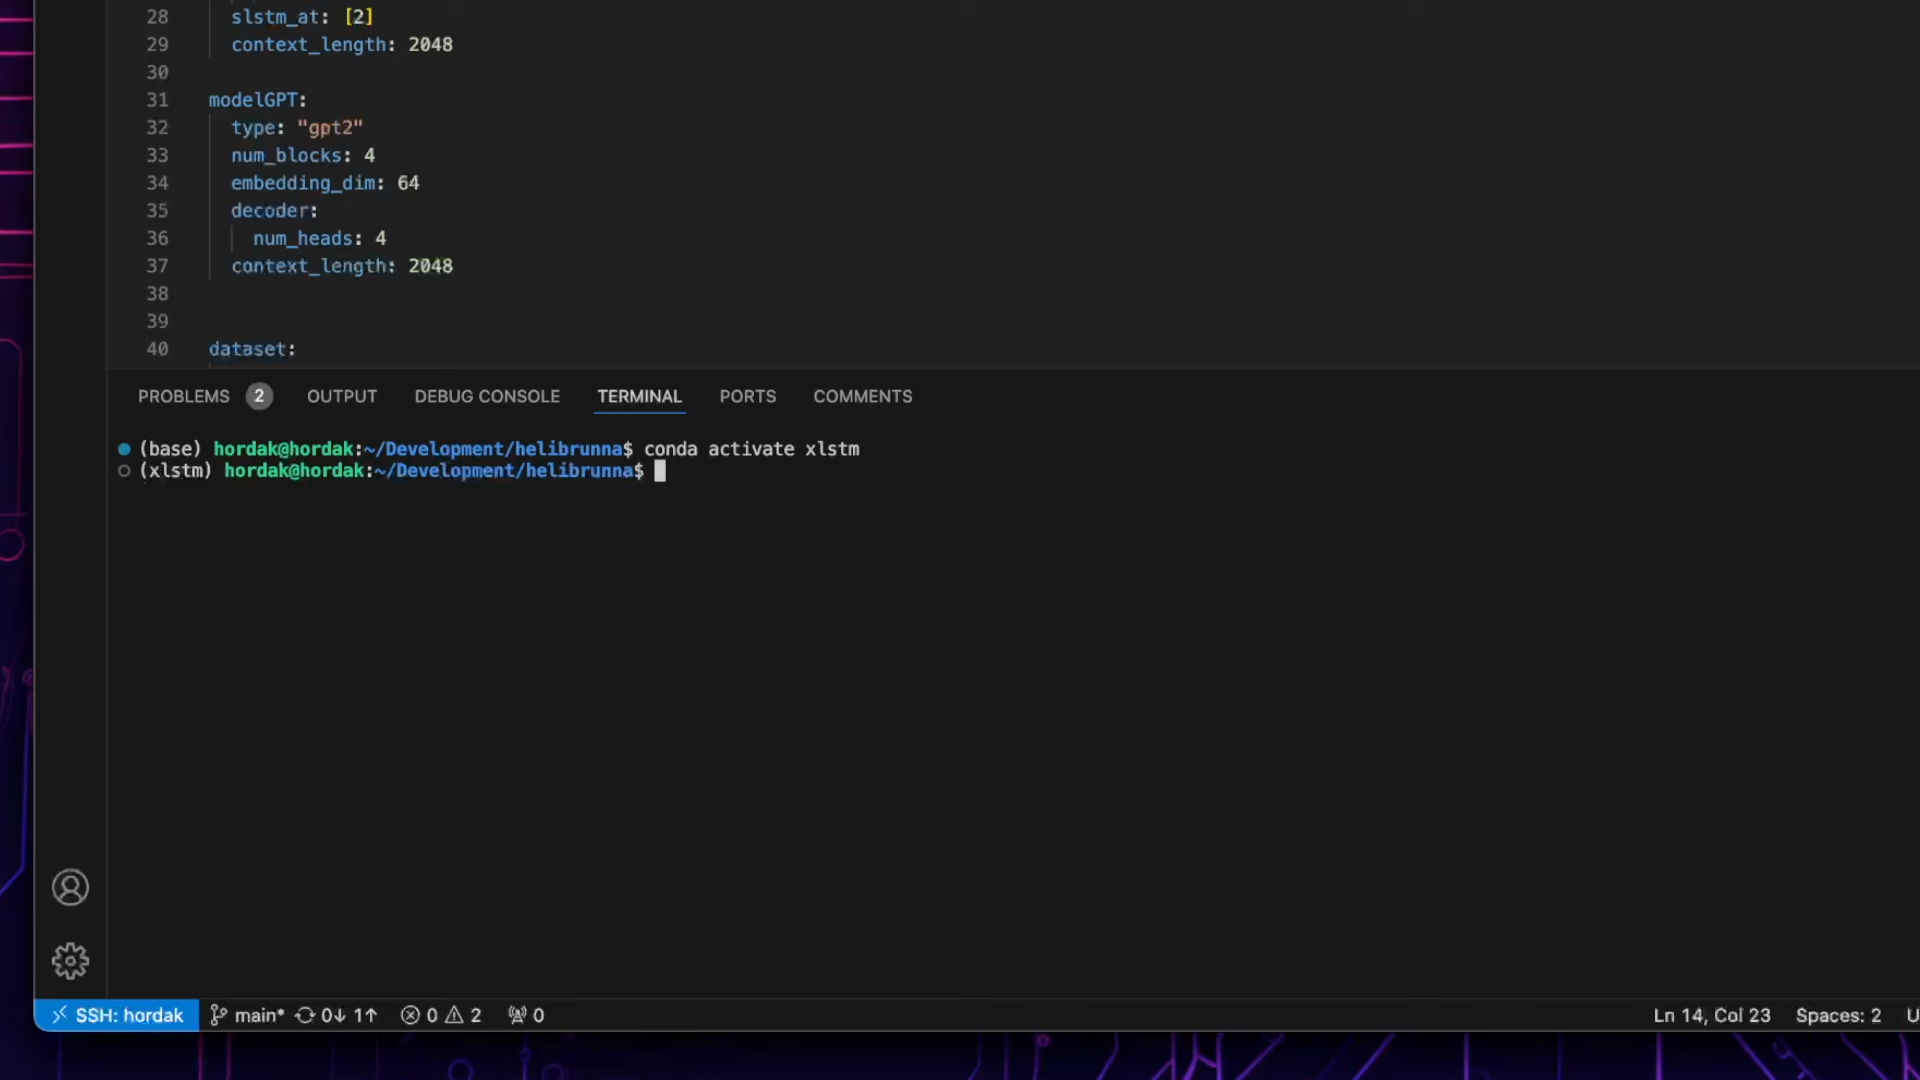 28 slstm_at: [2]
29 context_length: 2048
30
31 modelGPT:
32 type: "gpt2"
33 num_blocks: 4
34 embedding_dim: 64
35 decoder:
36 num_heads: 4
37 context_length: 2048
38
39
40 dataset:
PROBLEMS 2 OUTPUT DEBUG CONSOLE TERMINAL PORTS COMMENTS
(base) hordak@hordak:~/Development/helibrunna$ conda activate xlstm
(xlstm) hordak@hordak:~/Development/helibrunna$
SSH: hordak main* 0↓ 1↑ 0 2 0 Ln 14, Col 23 Spaces: 2 U